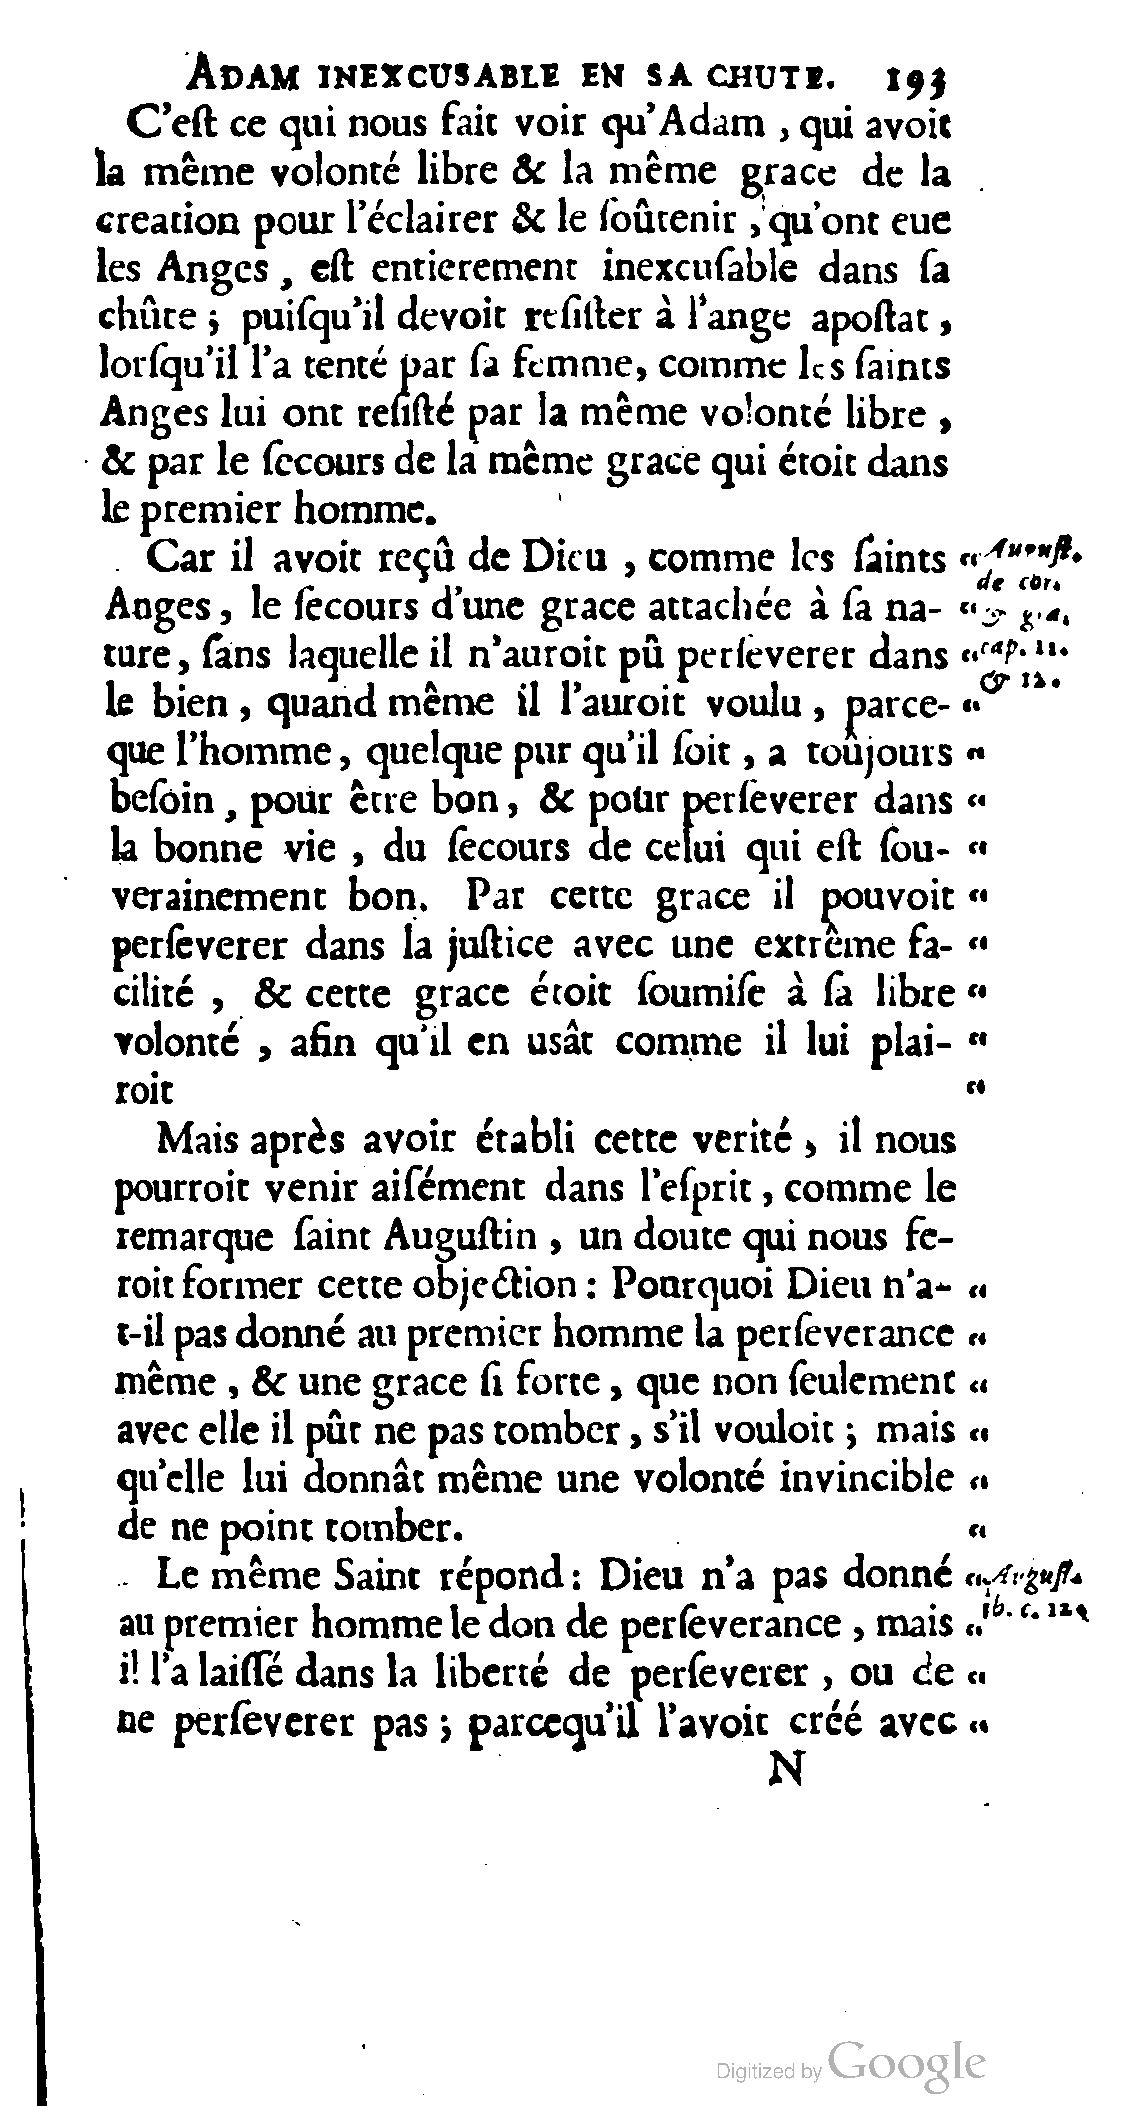 ADAM INEXCUSABLE EN SA CHUTE. 193
C'eſt ce qui nous fait voir qu'Adam , qui avoit
la même volonté libre & la même grace de la
creation pour l'éclairer & le ſoûtenir , qu'ont eue
les Anges , eſt entierement inexcuſable dans ſa
chûte ; puiſqu'il devoit reſiſter à l'ange apoſtat ,
lorſqu'il l'a tenté par ſa femme, comme les ſaints
Anges lui ont reſiſté par la même volonté libre ,
& par le ſecours de la même grace qui étoit dans
le premier homme.
Car il avoit reçû de Dieu , comme les ſaints “ Auguſt.
de cor.
Anges , le ſecours d'une grace attachée à ſa na- “ & gra.
ture , ſans laquelle il n'auroit pû perſeverer dans “ cap. 11.
& 12.
le bien , quand même il l'auroit voulu , parce- “
que l'homme , quelque pur qu'il ſoit , a toûjours “
beſoin , pour être bon , & pour perſeverer dans “
la bonne vie , du ſecours de celui qui eſt ſou- “
verainement bon. Par cette grace il pouvoit “
perſeverer dans la juſtice avec une extrême fa- “
cilité , & cette grace étoit ſoumiſe à ſa libre “
volonté , afin qu'il en usât comme il lui plai- “
roit “
Mais après avoir établi cette verité , il nous
pourroit venir aiſément dans l'eſprit , comme le
remarque ſaint Auguſtin , un doute qui nous fe-
roit former cette objection : Pourquoi Dieu n'a- “
t-il pas donné au premier homme la perſeverance “
même , & une grace ſi forte , que non ſeulement “
avec elle il pût ne pas tomber , s'il vouloit ; mais “
qu'elle lui donnât même une volonté invincible “
de ne point tomber. “
Le même Saint répond : Dieu n'a pas donné “ Auguſt.
au premier homme le don de perſeverance , mais “ ib. c. 12.
il l'a laiſſé dans la liberté de perſeverer , ou de “
ne perſeverer pas ; parcequ'il l'avoit créé avec “
N
Digitized by Google